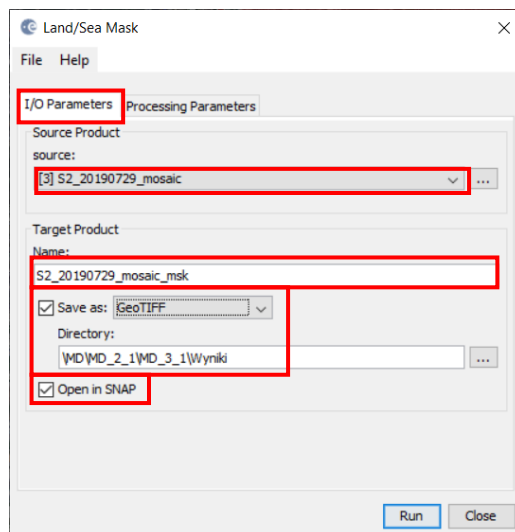 Land/Sea Mask
File Help
I/O Parameters Processing Parameters
Source Product
source:
[3] S2_20190729_mosaic ...
Target Product
Name:
S2_20190729_mosaic_msk
Save as: GeoTIFF
Directory:
\MD\MD_2_1\MD_3_1\Wyniki ...
Open in SNAP
Run Close